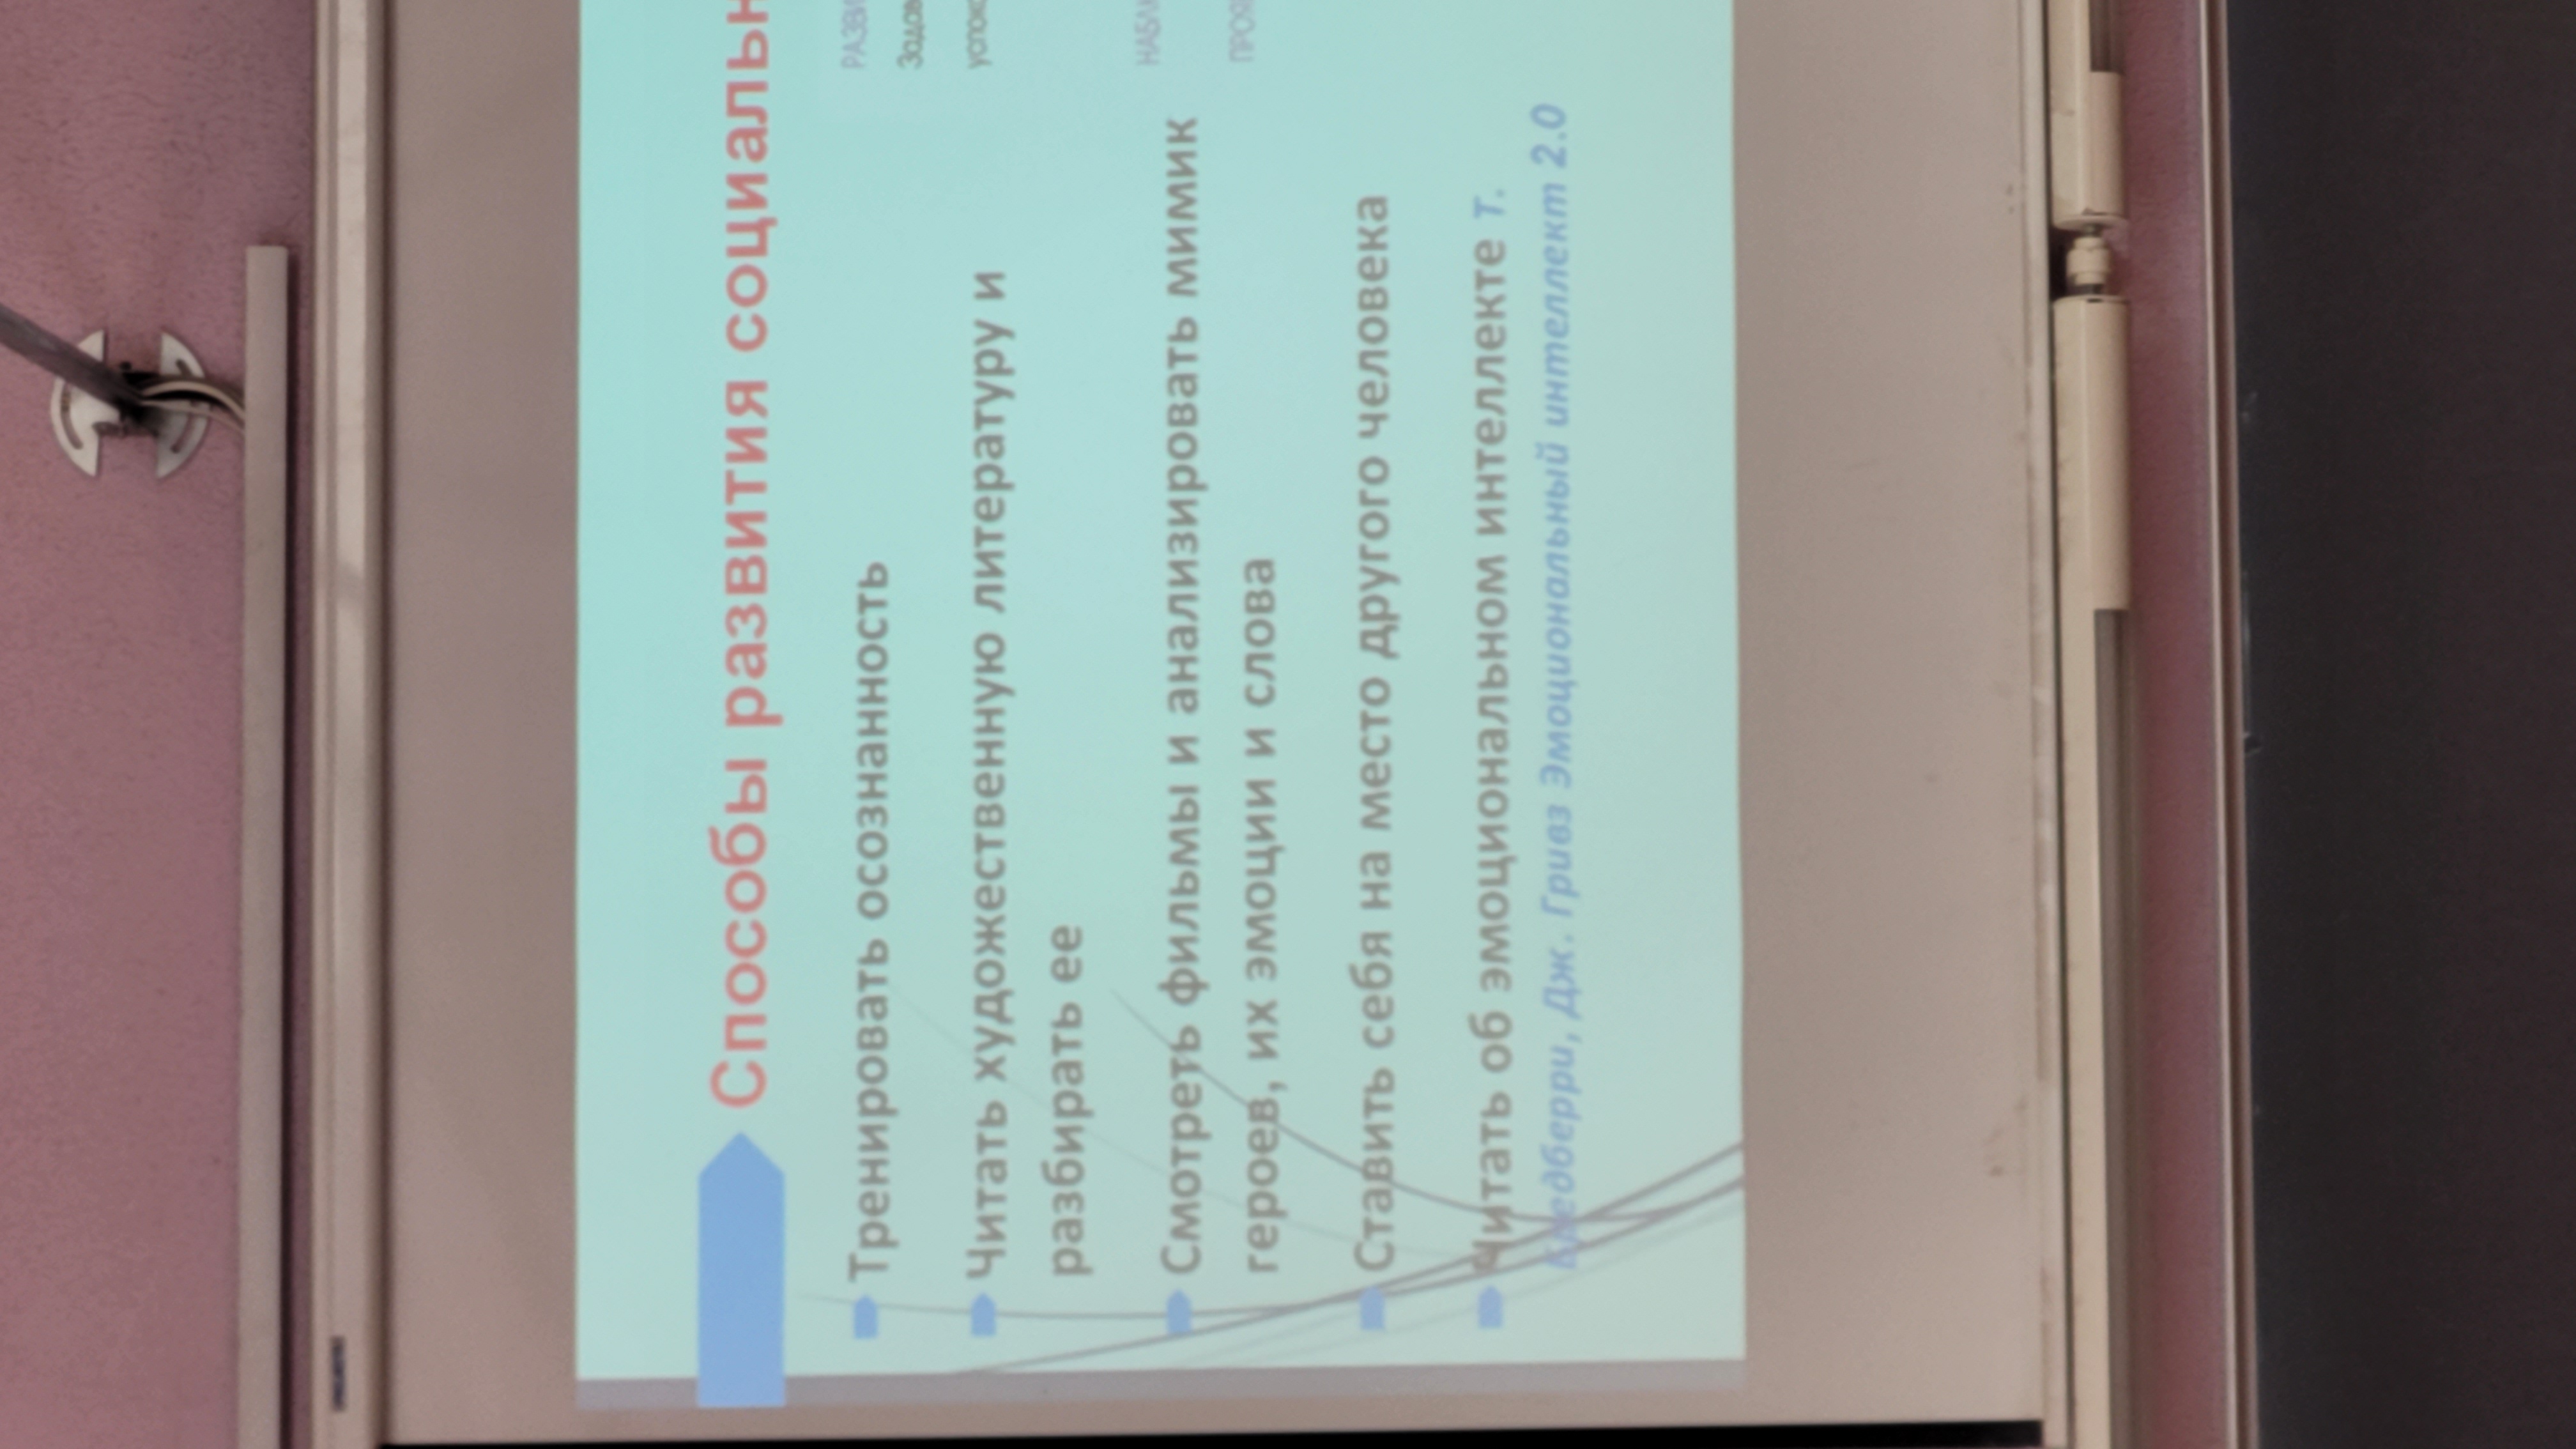 Способы развития социальн
Тренировать осознанность
Читать художественную литературу и
разбирать ее
Смотреть фильмы и анализировать мимик
героев, их эмоции и слова
Ставить себя на место другого человека
Читать об эмоциональном интеллекте Т.
Бредберри, Дж. Гривз Эмоциональный интеллект 2.0
РАЗВИ
Задав
успок
НАБЛЮ
ПРОЯ